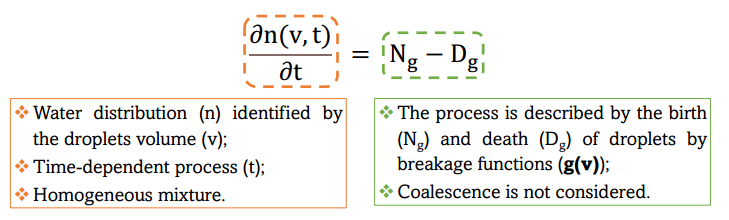 ∂n(v, t)
∂t
= N_g − D_g
❖ Water distribution (n) identified by
the droplets volume (v);
❖ Time-dependent process (t);
❖ Homogeneous mixture.
❖ The process is described by the birth
(N_g) and death (D_g) of droplets by
breakage functions (g(v));
❖ Coalescence is not considered.